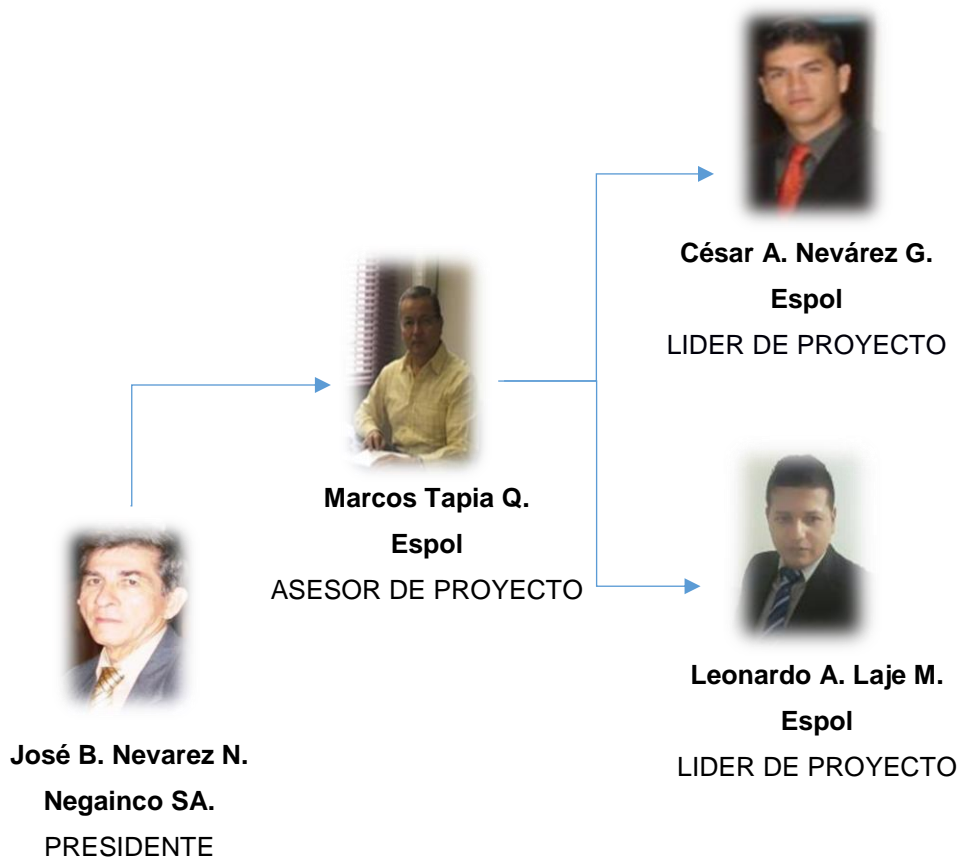 César A. Nevárez G.
Espol
LIDER DE PROYECTO
Marcos Tapia Q.
Espol
ASESOR DE PROYECTO
Leonardo A. Laje M.
Espol
LIDER DE PROYECTO
José B. Nevarez N.
Negainco SA.
PRESIDENTE